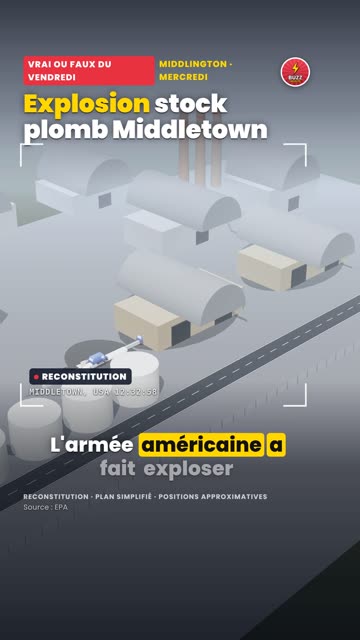 VRAI OU FAUX DU
VENDREDI
MIDDLINGTON ·
MERCREDI
BUZZ
Explosion stock
plomb Middletown
RECONSTITUTION
MIDDLETOWN, USA 12:32:58
L'armée américaine a
fait exploser
RECONSTITUTION · PLAN SIMPLIFIÉ · POSITIONS APPROXIMATIVES
Source : EPA